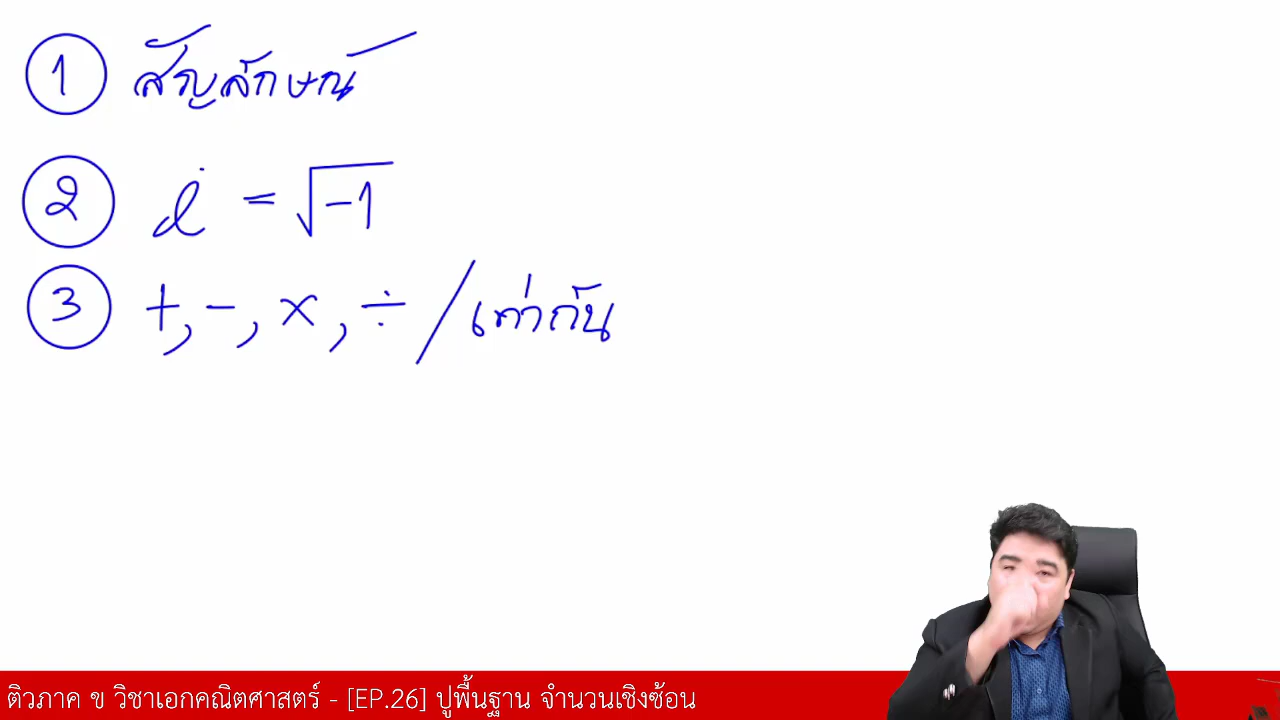 1 สัญลักษณ์
2 i = √-1
3 +, -, ×, ÷ / เท่ากัน
ติวภาค ข วิชาเอกคณิตศาสตร์ - [EP.26] ปูพื้นฐาน จำนวนเชิงซ้อน